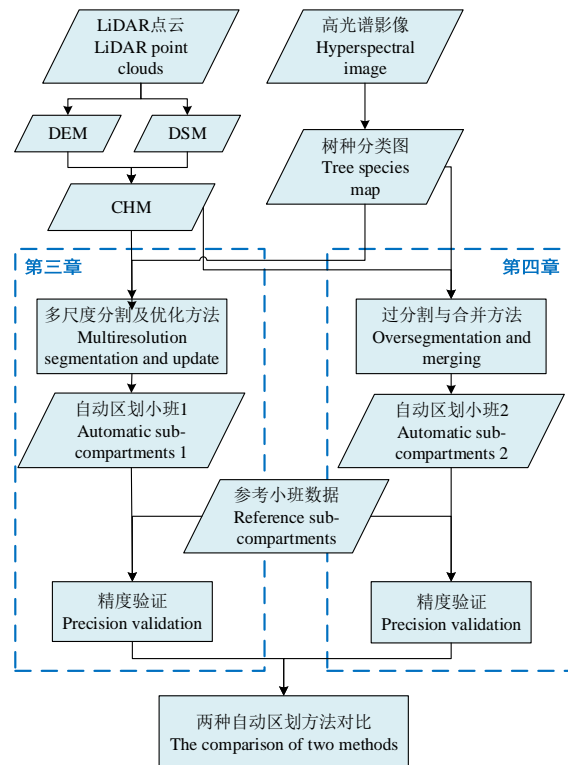 LiDAR点云
LiDAR point
clouds
高光谱影像
Hyperspectral
image
DEM
DSM
树种分类图
Tree species
map
CHM
第三章
第四章
多尺度分割及优化方法
Multiresolution
segmentation and update
过分割与合并方法
Oversegmentation and
merging
自动区划小班1
Automatic sub-
compartments 1
自动区划小班2
Automatic sub-
compartments 2
参考小班数据
Reference sub-
compartments
精度验证
Precision validation
精度验证
Precision validation
两种自动区划方法对比
The comparison of two methods